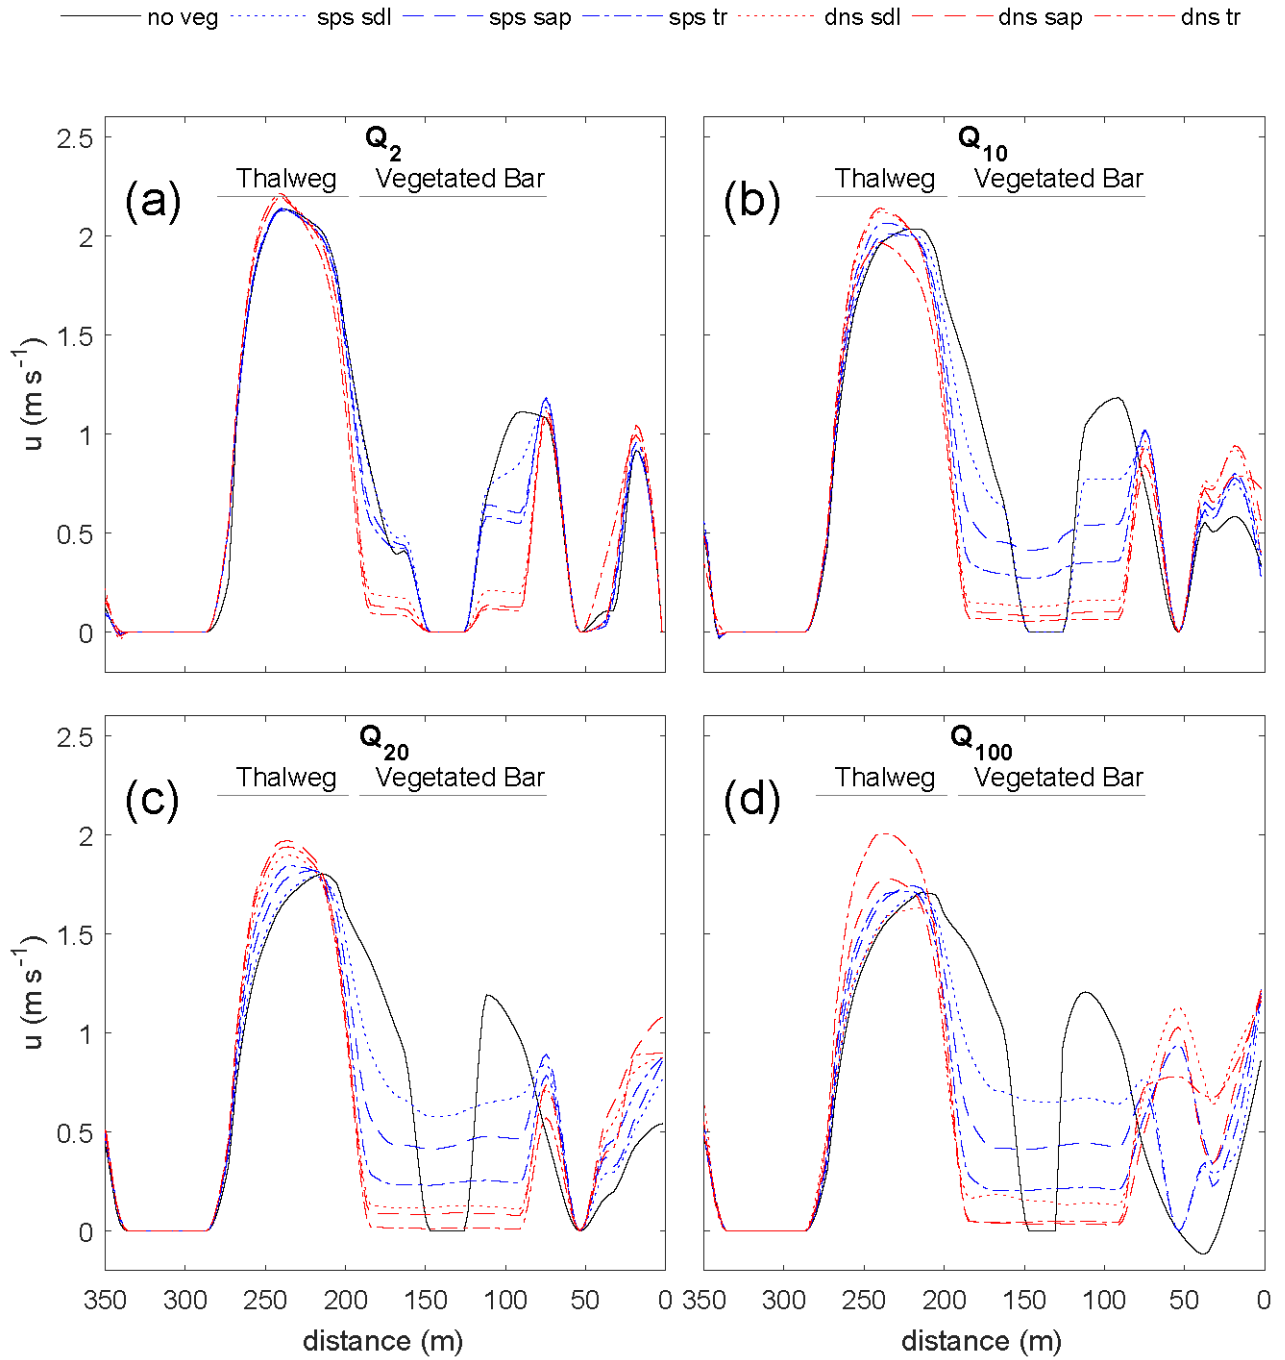 no veg sps sdl sps sap sps tr dns sdl dns sap dns tr
Q2
Thalweg Vegetated Bar
(a)
2.5
2
1.5
1
0.5
0
u (m s-1)
Q10
Thalweg Vegetated Bar
(b)
Q20
Thalweg Vegetated Bar
(c)
2.5
2
1.5
1
0.5
0
u (m s-1)
350 300 250 200 150 100 50 0
distance (m)
Q100
Thalweg Vegetated Bar
(d)
350 300 250 200 150 100 50 0
distance (m)